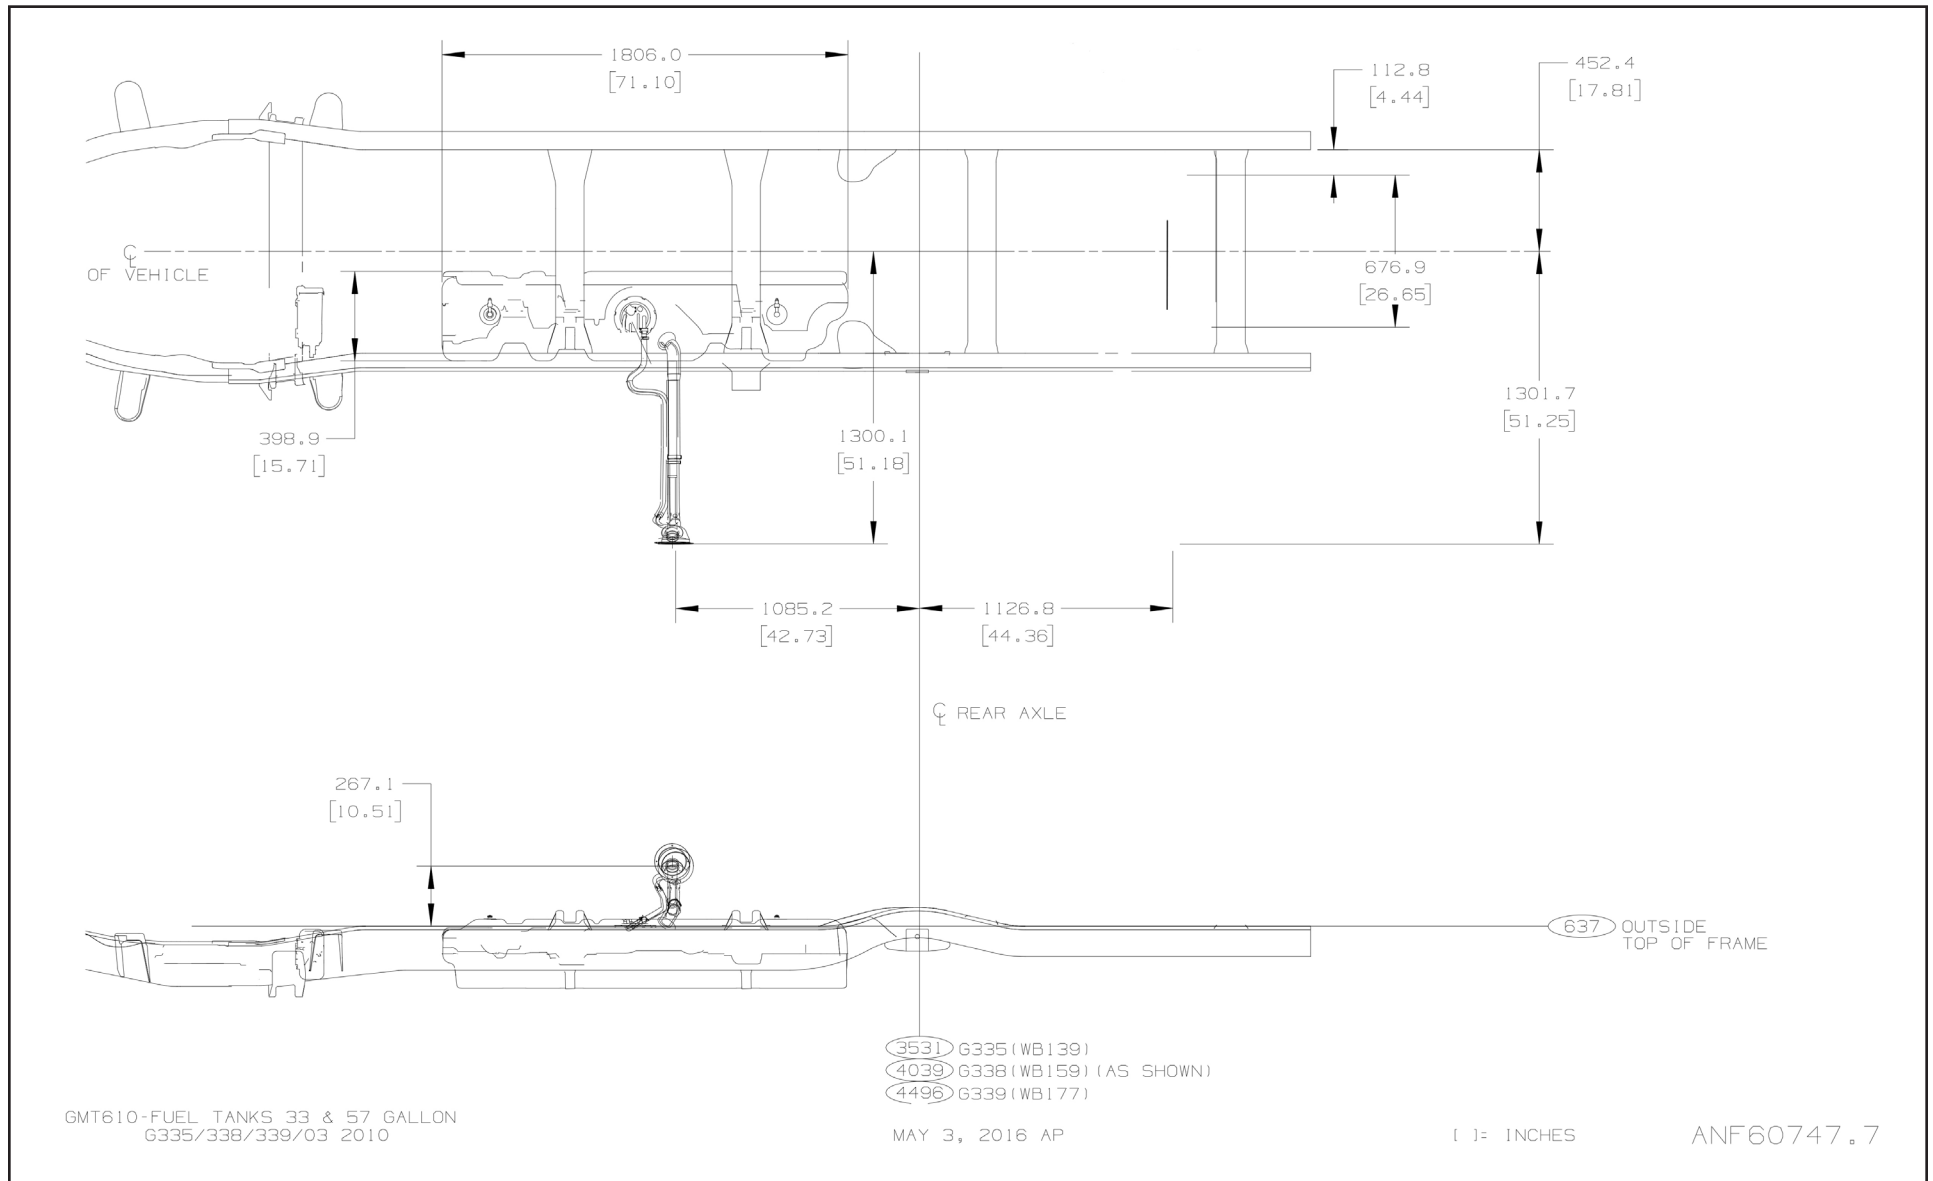 1806.0
[71.10]
112.8
[4.44]
452.4
[17.81]
℄
OF VEHICLE
676.9
[26.65]
398.9
[15.71]
1300.1
[51.18]
1301.7
[51.25]
1085.2
[42.73]
1126.8
[44.36]
℄ REAR AXLE
267.1
[10.51]
637 OUTSIDE
TOP OF FRAME
3531 G335(WB139)
4039 G338(WB159)(AS SHOWN)
4496 G339(WB177)
GMT610-FUEL TANKS 33 & 57 GALLON
G335/338/339/03 2010
MAY 3, 2016 AP
[ ]= INCHES
ANF60747.7